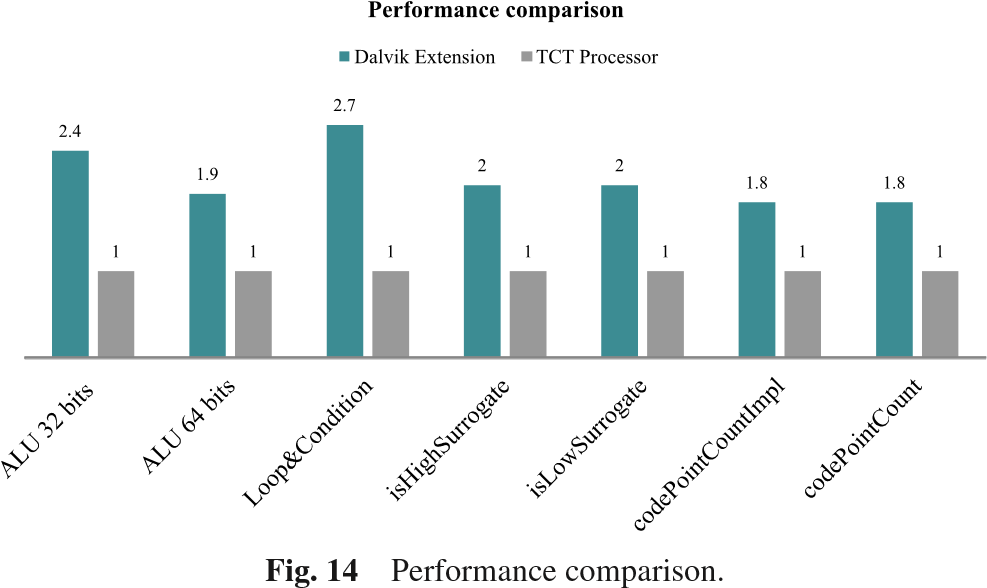 Performance comparison
Dalvik Extension TCT Processor
2.4 1 1.9 1 2.7 1 2 1 2 1 1.8 1 1.8 1
ALU 32 bits
ALU 64 bits
Loop&Condition
isHighSurrogate
isLowSurrogate
codePointCountImpl
codePointCount
Fig. 14 Performance comparison.